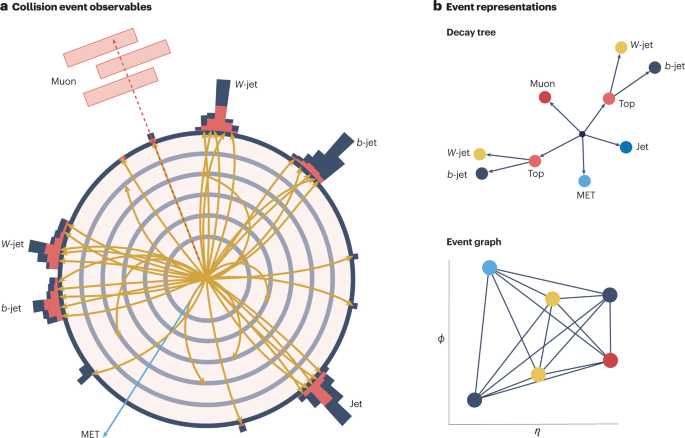 a Collision event observables
Muon
W-jet
b-jet
W-jet
b-jet
Jet
MET
b Event representations
Decay tree
W-jet
b-jet
Muon
Top
Jet
W-jet
b-jet
Top
MET
Event graph
ϕ
η